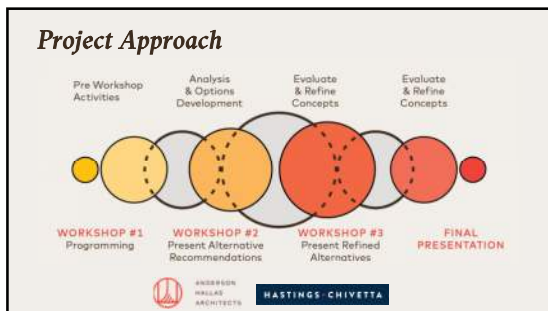 Project Approach
Pre Workshop
Activities
Analysis
& Options
Development
Evaluate
& Refine
Concepts
Evaluate
& Refine
Concepts
WORKSHOP #1
Programming
WORKSHOP #2
Present Alternative
Recommendations
WORKSHOP #3
Present Refined
Alternatives
FINAL
PRESENTATION
ANDERSON
HALLAS
ARCHITECTS
HASTINGS+CHIVETTA